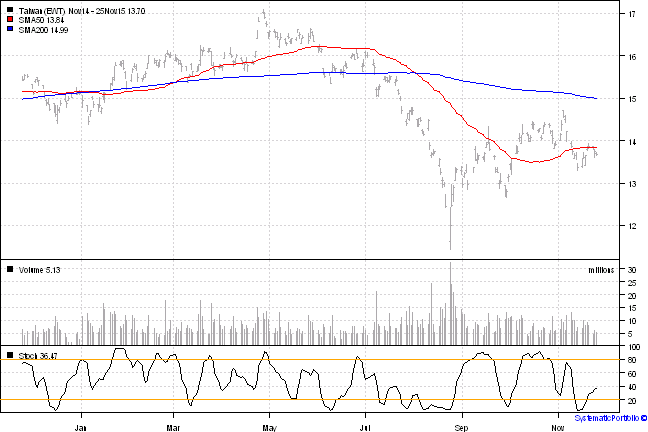 Taiwan (EWT) Nov14 - 25Nov15 13.70
SMA50 13.84
SMA200 14.99
17
16
15
14
13
12
Volume 5.13
millions
30
25
20
15
10
5
Stoch 36.47
100
80
60
40
20
Jan Mar May Jul Sep Nov
SystematicPortfolio ©